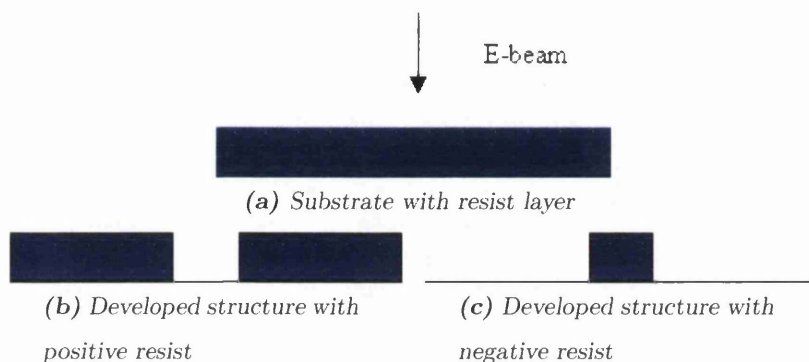 E-beam
(a) Substrate with resist layer
(b) Developed structure with
positive resist
(c) Developed structure with
negative resist